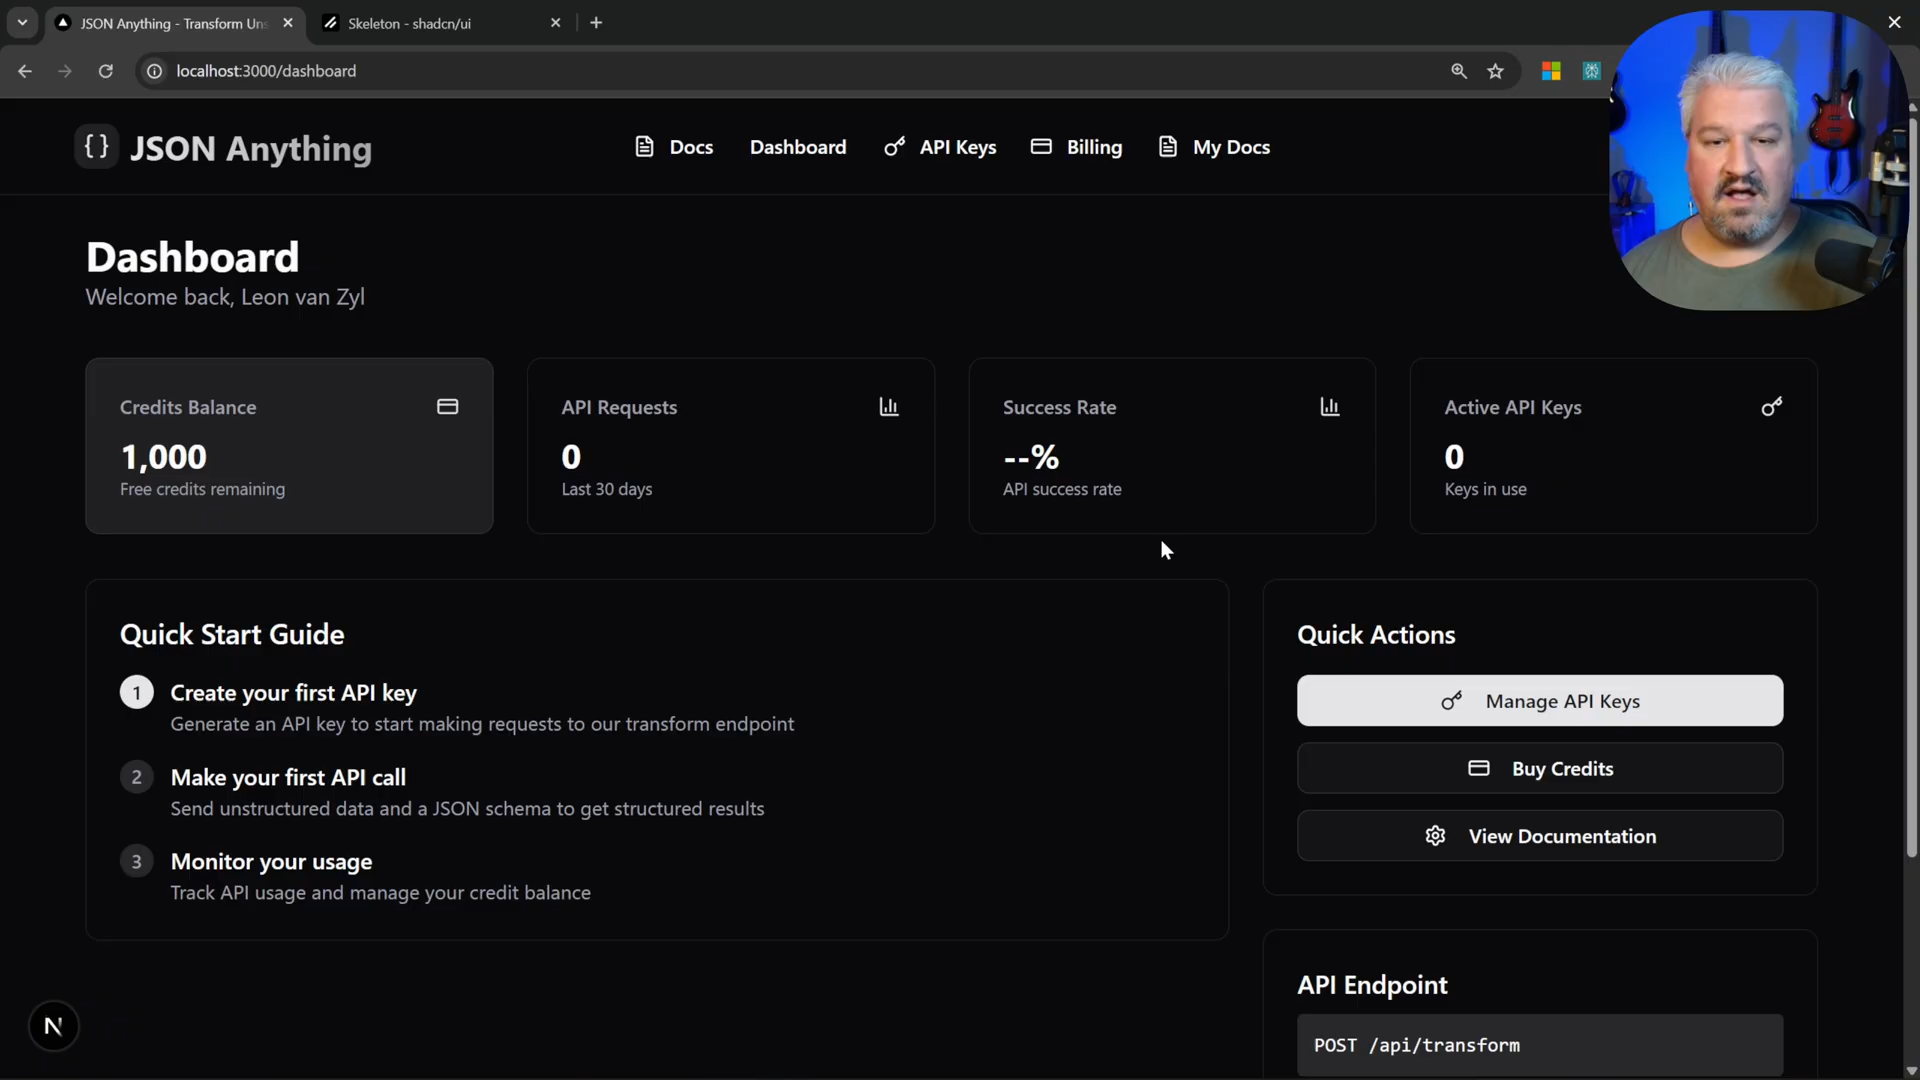 JSON Anything - Transform Uns
Skeleton - shadcn/ui
localhost:3000/dashboard
{} JSON Anything
Docs
Dashboard
API Keys
Billing
My Docs
Dashboard
Welcome back, Leon van Zyl
Credits Balance
1,000
Free credits remaining
API Requests
0
Last 30 days
Success Rate
--%
API success rate
Active API Keys
0
Keys in use
Quick Start Guide
1 Create your first API key
Generate an API key to start making requests to our transform endpoint
2 Make your first API call
Send unstructured data and a JSON schema to get structured results
3 Monitor your usage
Track API usage and manage your credit balance
Quick Actions
Manage API Keys
Buy Credits
View Documentation
API Endpoint
POST /api/transform
N